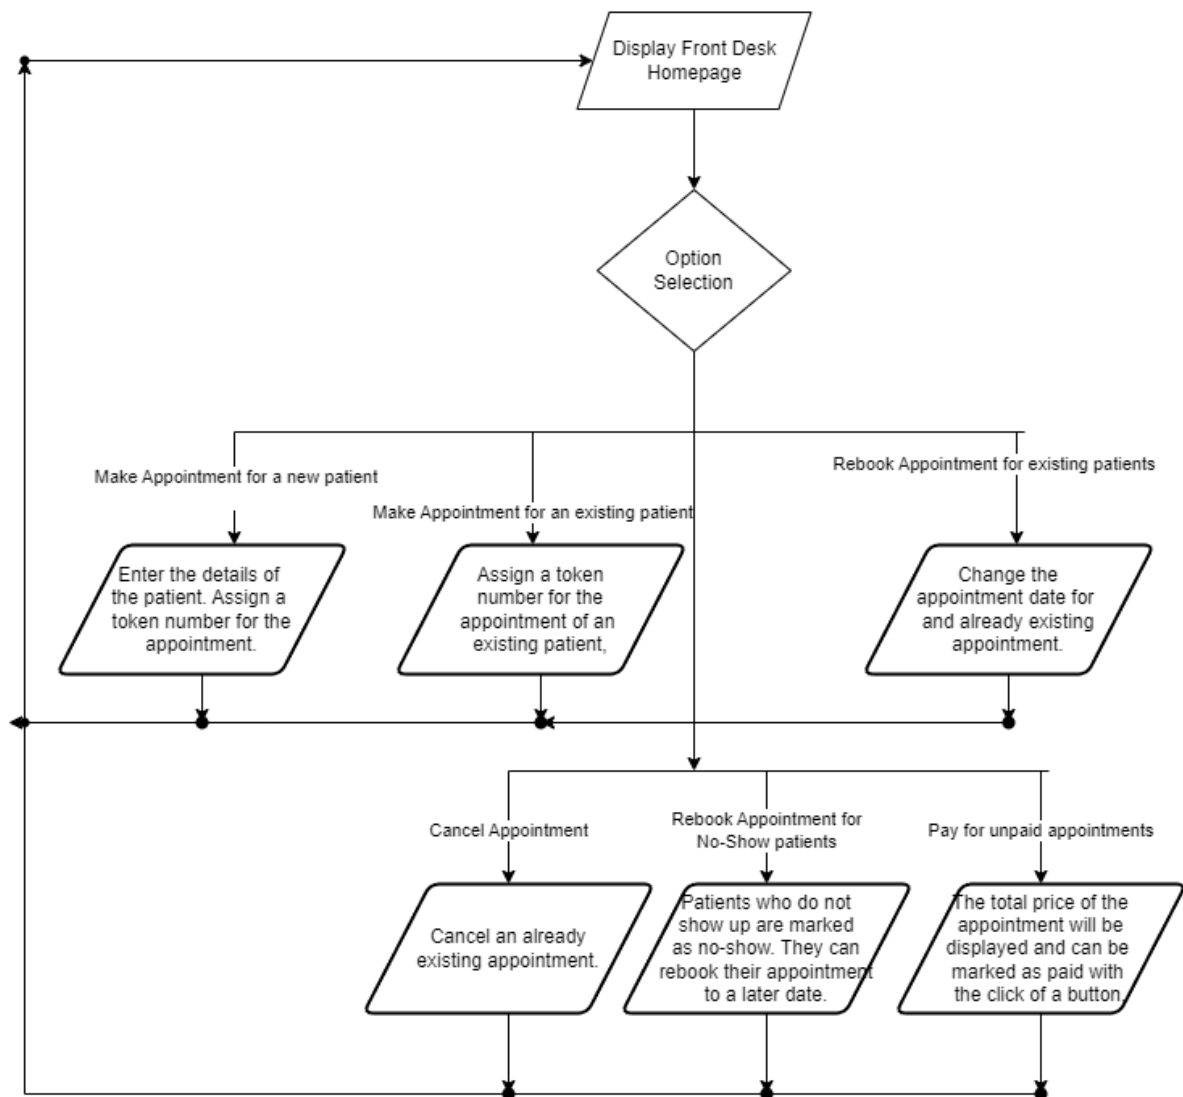 Display Front Desk
Homepage
Option
Selection
Make Appointment for a new patient
Make Appointment for an existing patient
Rebook Appointment for existing patients
Enter the details of
the patient. Assign a
token number for the
appointment.
Assign a token
number for the
appointment of an
existing patient,
Change the
appointment date for
and already existing
appointment.
Cancel Appointment
Rebook Appointment for
No-Show patients
Pay for unpaid appointments
Cancel an already
existing appointment.
Patients who do not
show up are marked
as no-show. They can
rebook their appointment
to a later date.
The total price of the
appointment will be
displayed and can be
marked as paid with
the click of a button.